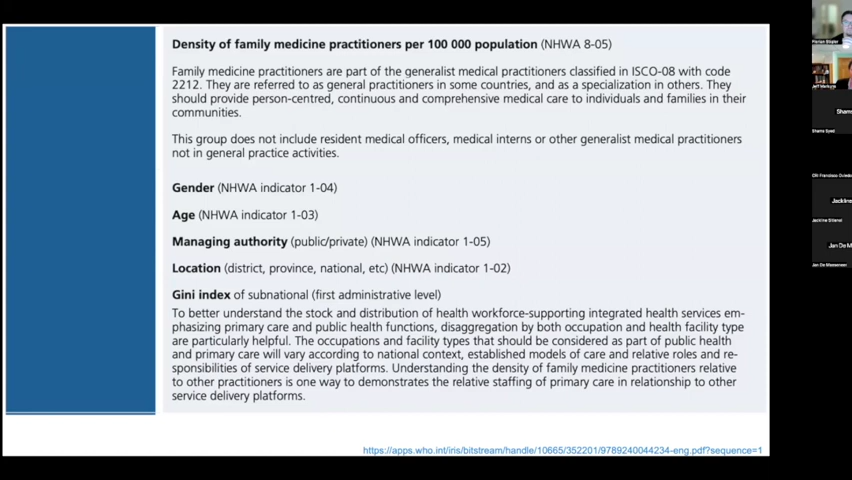 Density of family medicine practitioners per 100 000 population (NHWA 8-05)
Family medicine practitioners are part of the generalist medical practitioners classified in ISCO-08 with code
2212. They are referred to as general practitioners in some countries, and as a specialization in others. They
should provide person-centred, continuous and comprehensive medical care to individuals and families in their
communities.
This group does not include resident medical officers, medical interns or other generalist medical practitioners
not in general practice activities.
Gender (NHWA indicator 1-04)
Age (NHWA indicator 1-03)
Managing authority (public/private) (NHWA indicator 1-05)
Location (district, province, national, etc) (NHWA indicator 1-02)
Gini index of subnational (first administrative level)
To better understand the stock and distribution of health workforce-supporting integrated health services em-
phasizing primary care and public health functions, disaggregation by both occupation and health facility type
are particularly helpful. The occupations and facility types that should be considered as part of public health
and primary care will vary according to national context, established models of care and relative roles and re-
sponsibilities of service delivery platforms. Understanding the density of family medicine practitioners relative
to other practitioners is one way to demonstrates the relative staffing of primary care in relationship to other
service delivery platforms.
https://apps.who.int/iris/bitstream/handle/10665/352201/9789240044234-eng.pdf?sequence=1
Shams
Shams Syed
Jacklin
Jan De M